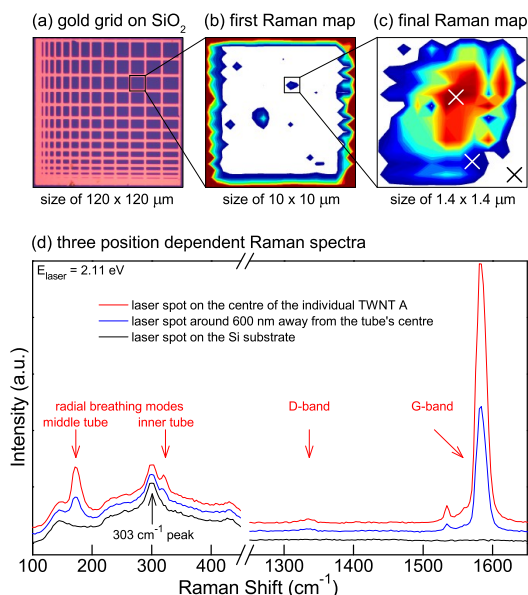 (a) gold grid on SiO2
(b) first Raman map
(c) final Raman map
size of 120 x 120 µm
size of 10 x 10 µm
size of 1.4 x 1.4 µm
(d) three position dependent Raman spectra
E_laser = 2.11 eV
laser spot on the centre of the individual TWNT A
laser spot around 600 nm away from the tube's centre
laser spot on the Si substrate
radial breathing modes
middle tube
inner tube
D-band
G-band
303 cm⁻¹ peak
Intensity (a.u.)
100 200 300 400 1300 1400 1500 1600
Raman Shift (cm⁻¹)